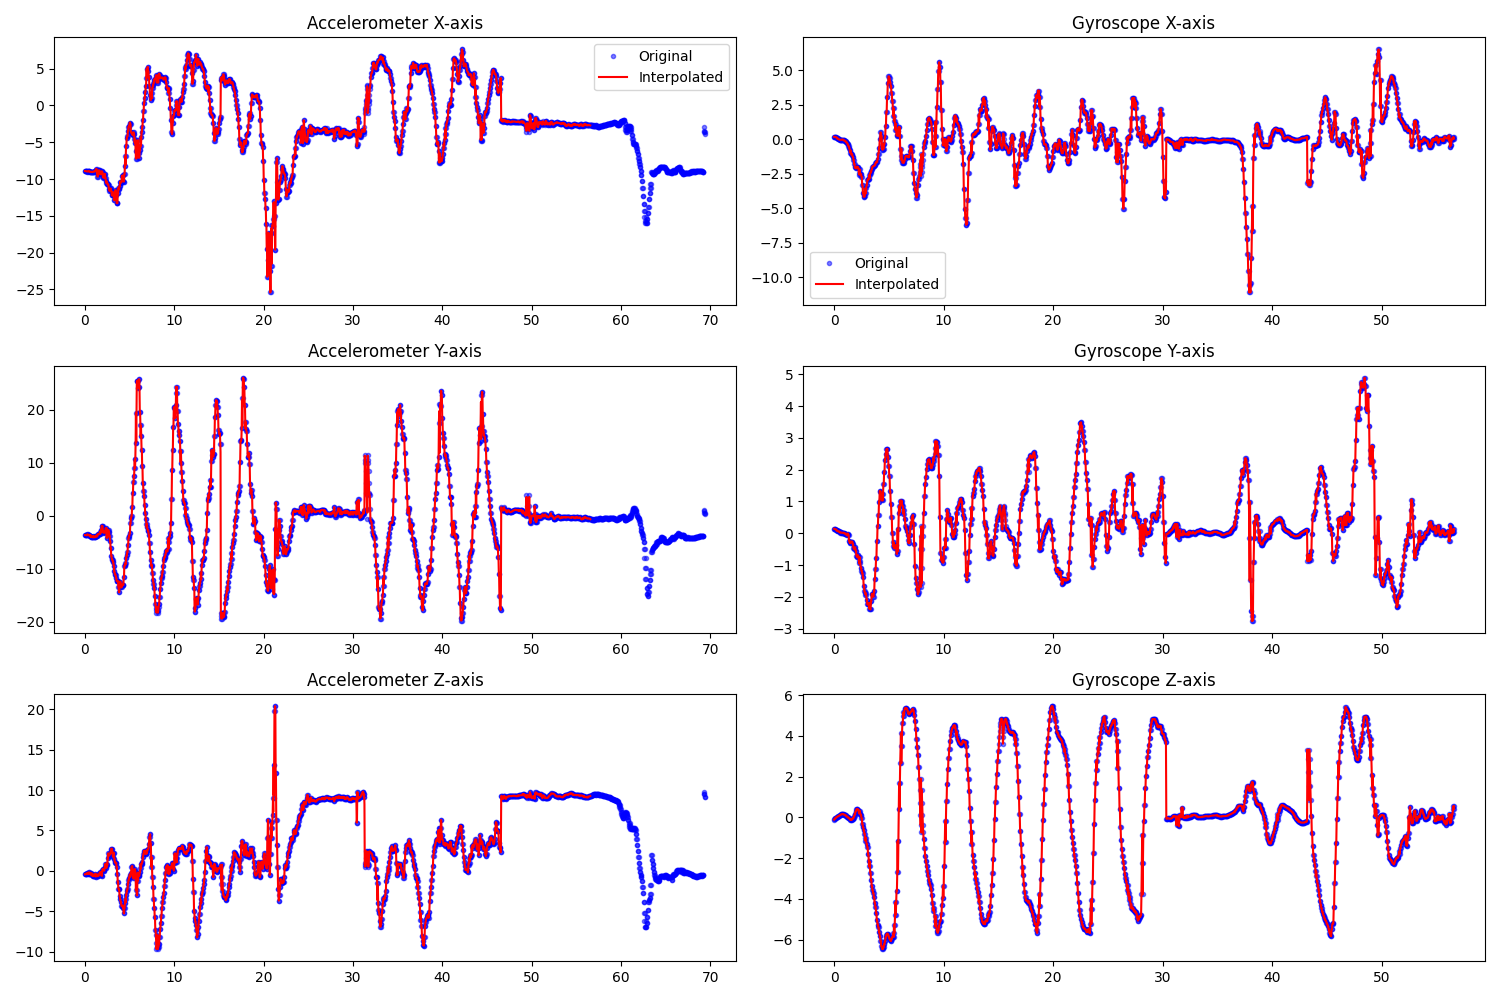 Accelerometer X-axis
Original
Interpolated
5
0
−5
−10
−15
−20
−25
0 10 20 30 40 50 60 70
Gyroscope X-axis
5.0
2.5
0.0
−2.5
−5.0
−7.5
−10.0
Original
Interpolated
0 10 20 30 40 50
Accelerometer Y-axis
20
10
0
−10
−20
0 10 20 30 40 50 60 70
Gyroscope Y-axis
5
4
3
2
1
0
−1
−2
−3
0 10 20 30 40 50
Accelerometer Z-axis
20
15
10
5
0
−5
−10
0 10 20 30 40 50 60 70
Gyroscope Z-axis
6
4
2
0
−2
−4
−6
0 10 20 30 40 50